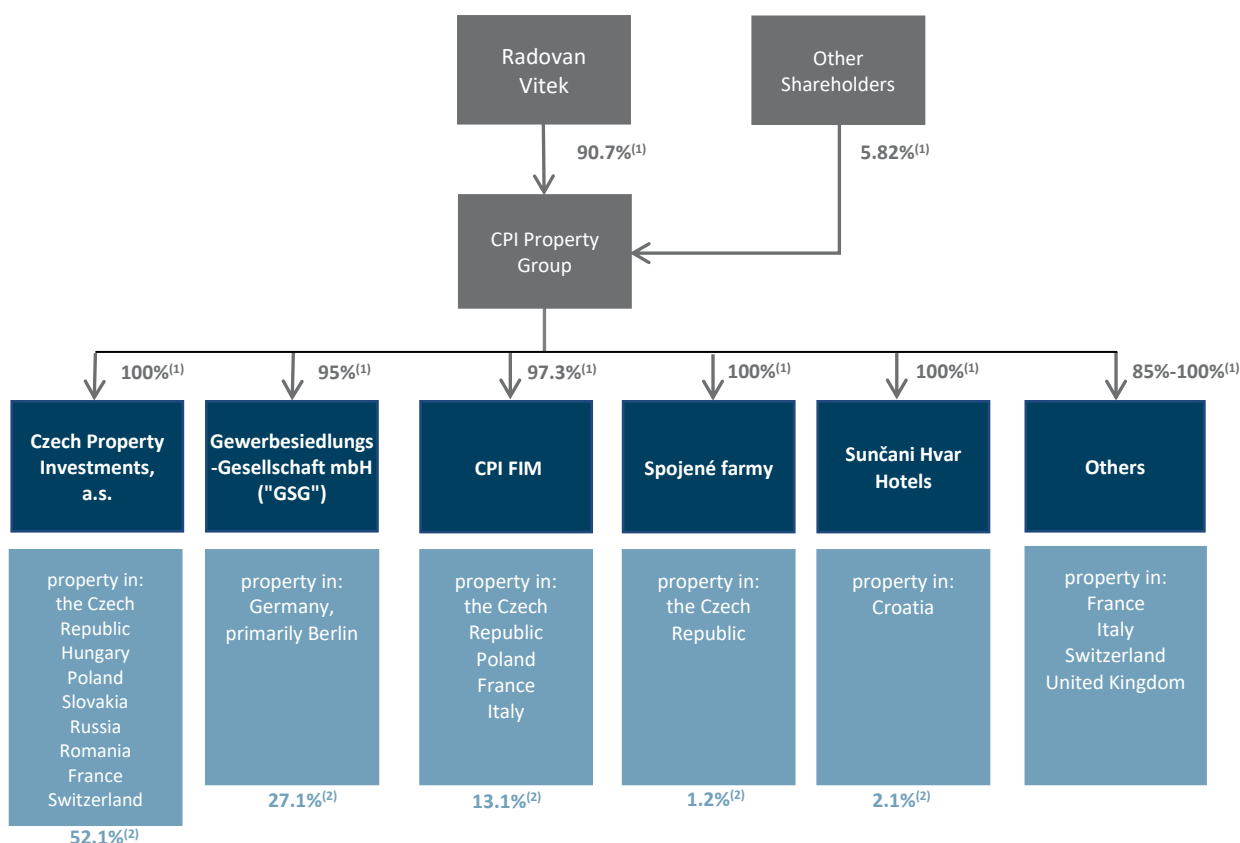 Radovan
Vitek
Other
Shareholders
90.7%(1)
5.82%(1)
CPI Property
Group
100%(1)
95%(1)
97.3%(1)
100%(1)
100%(1)
85%-100%(1)
Czech Property
Investments,
a.s.
Gewerbesiedlungs
-Gesellschaft mbH
("GSG")
CPI FIM
Spojené farmy
Sunčani Hvar
Hotels
Others
property in:
the Czech
Republic
Hungary
Poland
Slovakia
Russia
Romania
France
Switzerland
52.1%(2)
property in:
Germany,
primarily Berlin
27.1%(2)
property in:
the Czech
Republic
Poland
France
Italy
13.1%(2)
property in:
the Czech
Republic
1.2%(2)
property in:
Croatia
2.1%(2)
property in:
France
Italy
Switzerland
United Kingdom